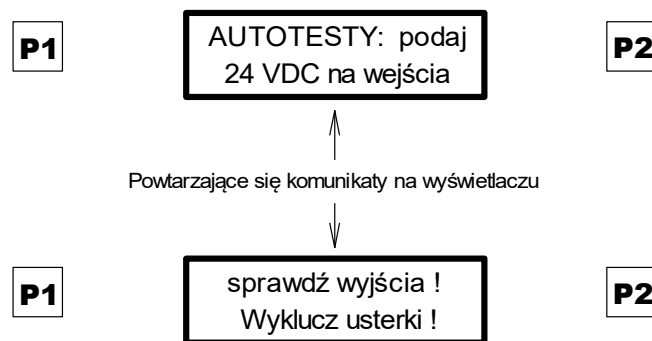 P1
AUTOTESTY: podaj
24 VDC na wejścia
P2
Powtarzające się komunikaty na wyświetlaczu
P1
sprawdź wyjścia !
Wyklucz usterki !
P2